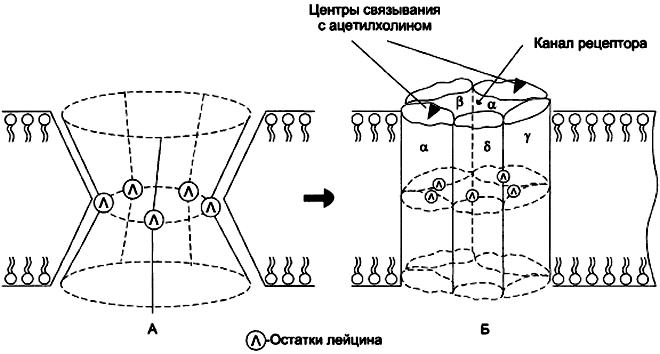 Центры связывания
с ацетилхолином
Канал рецептора
β
α
α
δ
γ
Λ Λ Λ Λ Λ
Λ Λ Λ Λ Λ
А
Б
Λ -Остатки лейцина